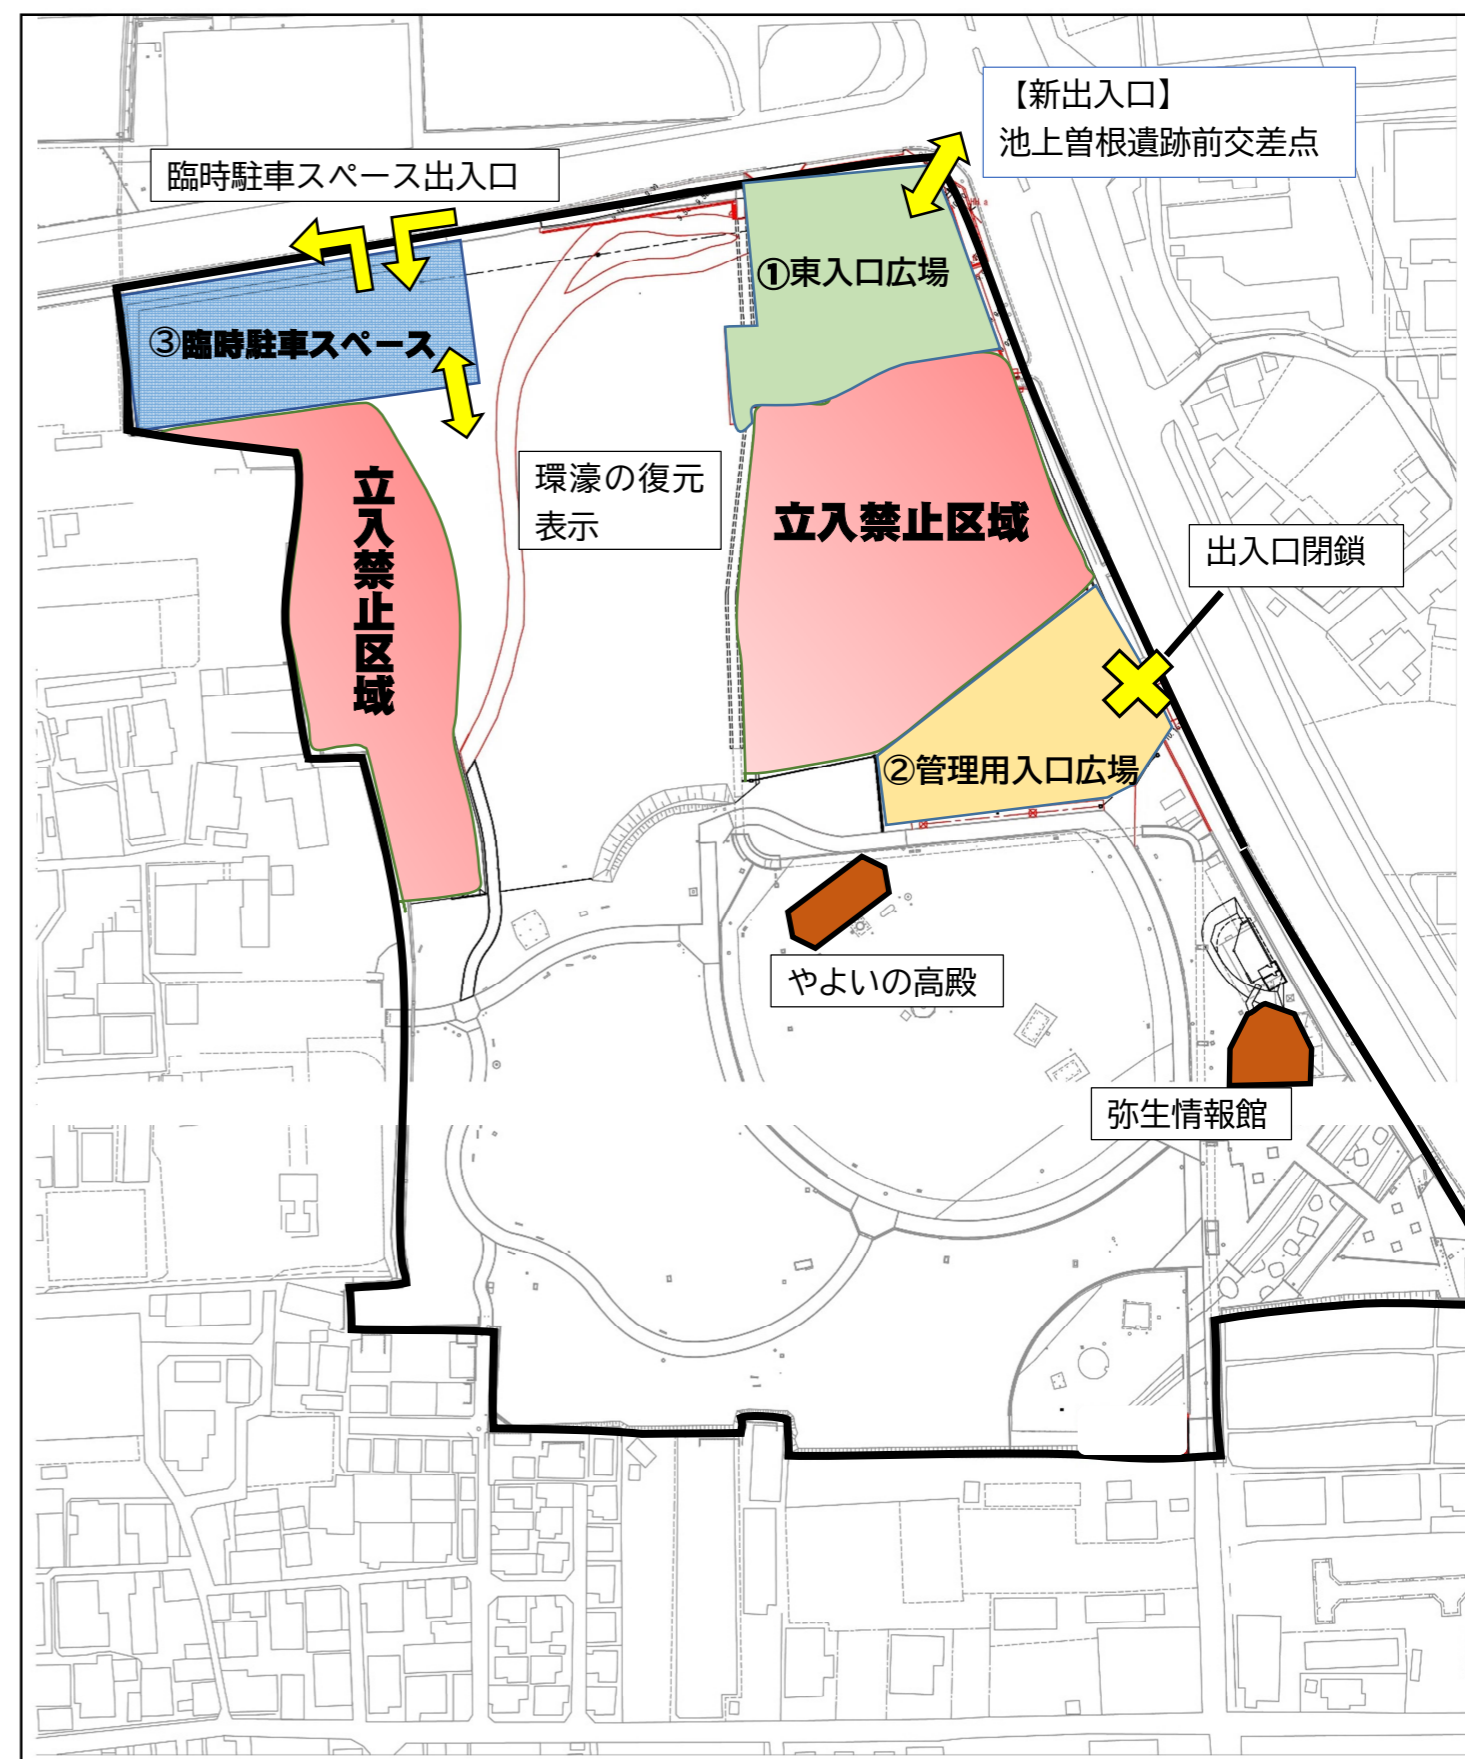 【新出入口】
池上曽根遺跡前交差点
臨時駐車スペース出入口
①東入口広場
③臨時駐車スペース
環濠の復元
表示
立入禁止区域
立入禁止区域
出入口閉鎖
②管理用入口広場
やよいの高殿
弥生情報館